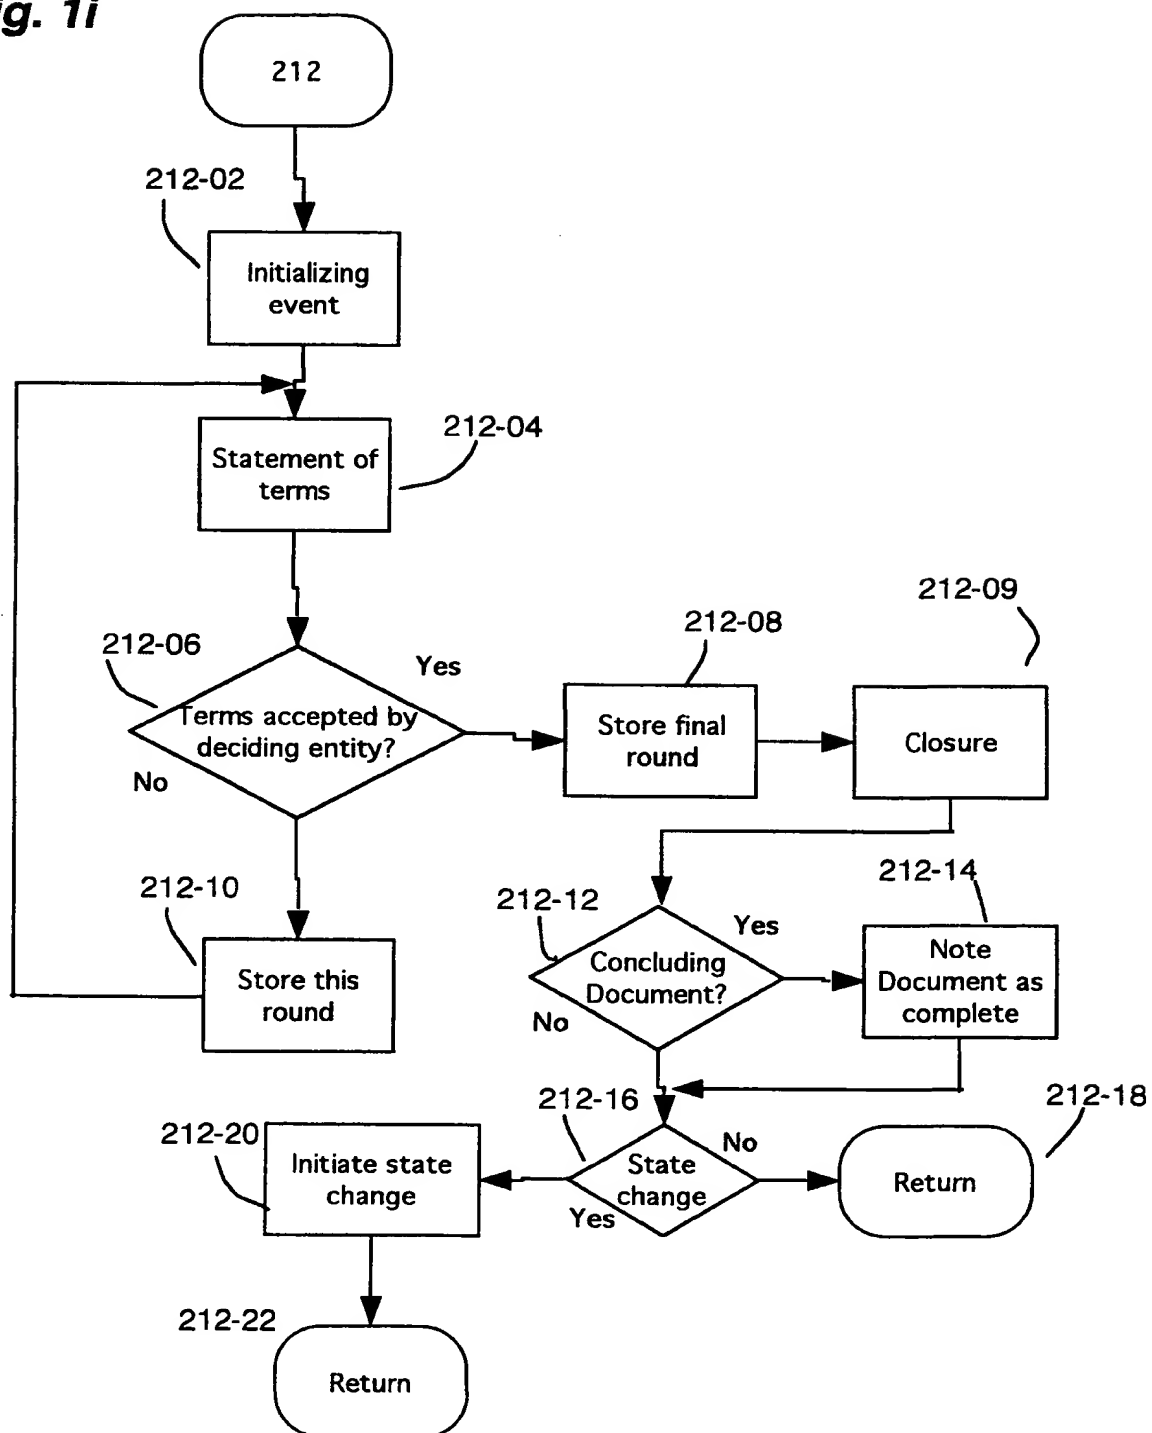 ig. 1i
212
212-02
Initializing
event
212-04
Statement of
terms
212-09
212-08
212-06
Yes
Terms accepted by
deciding entity?
No
Store final
round
Closure
212-10
Store this
round
212-12
212-14
Yes
Concluding
Document?
No
Note
Document as
complete
212-16
212-18
212-20
Initiate state
change
State
change
No
Yes
Return
212-22
Return